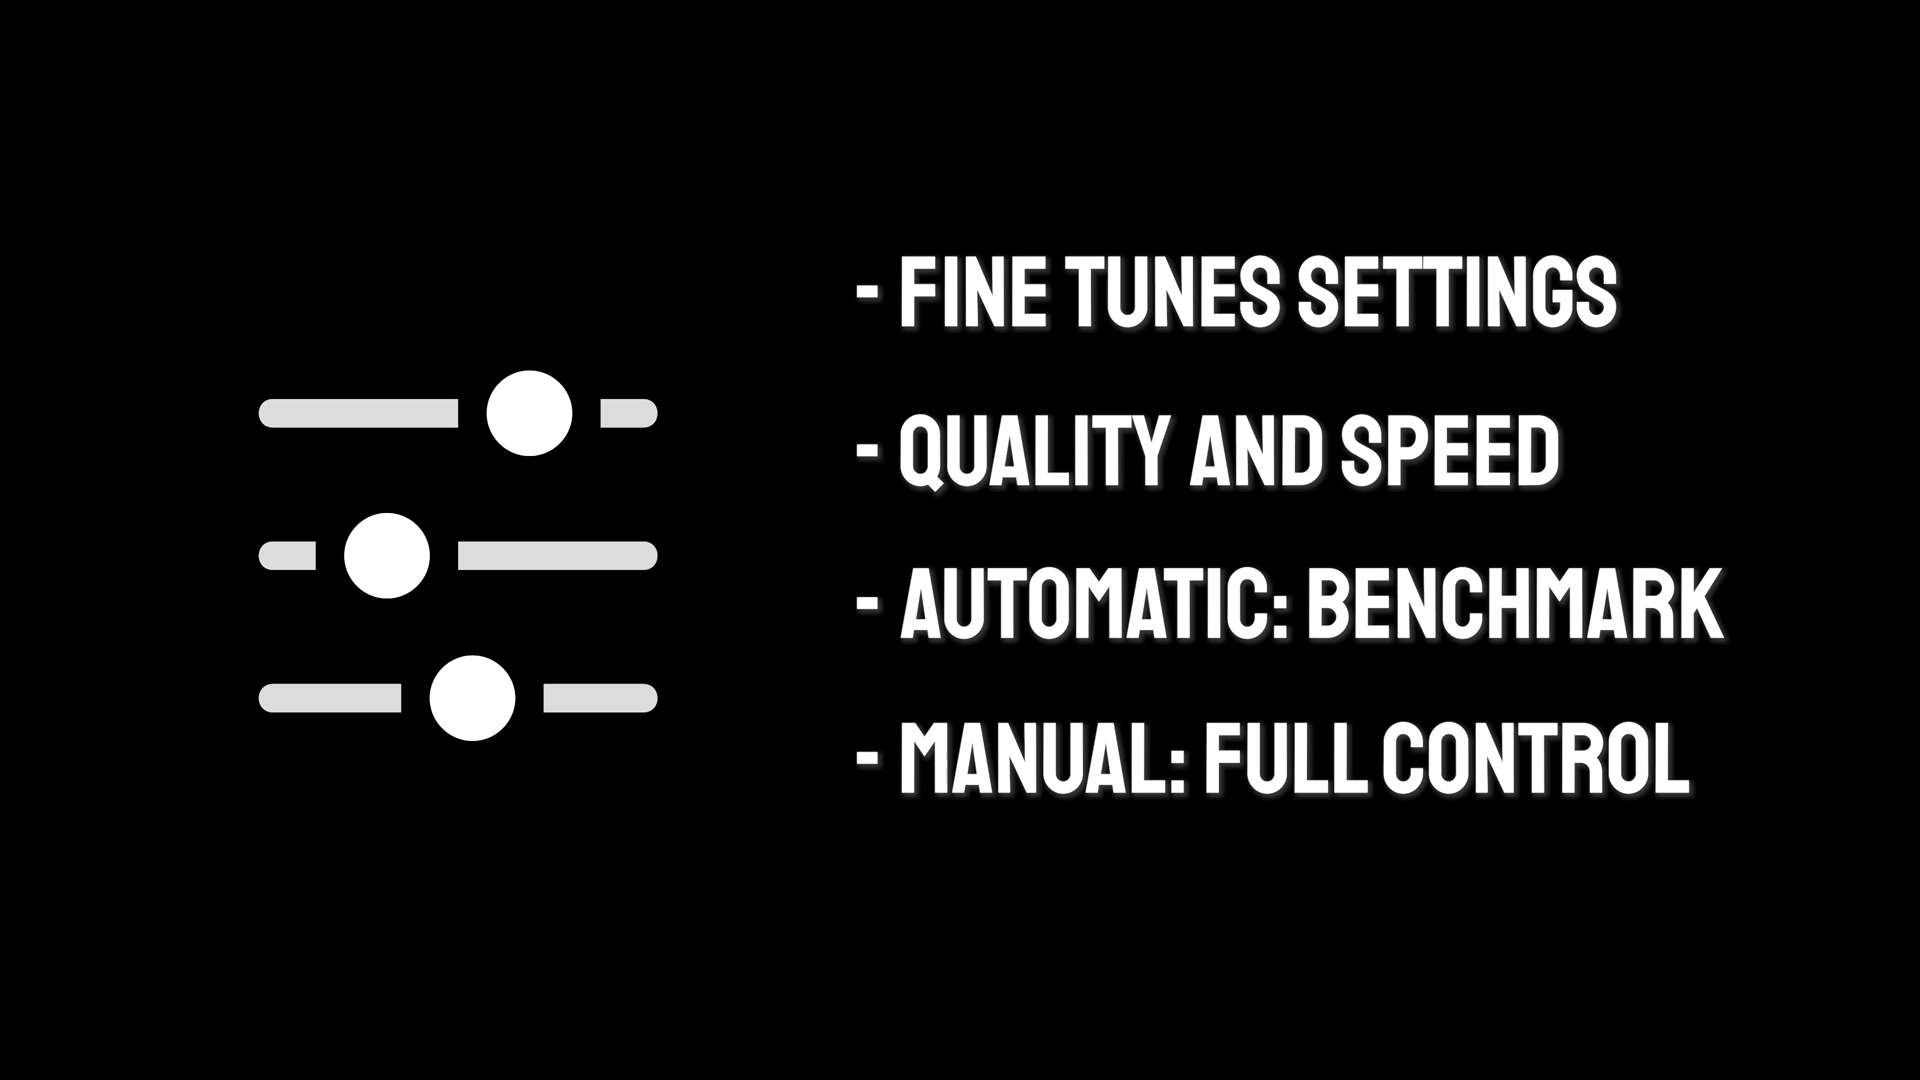 - FINE TUNES SETTINGS
- QUALITY AND SPEED
- AUTOMATIC: BENCHMARK
- MANUAL: FULL CONTROL